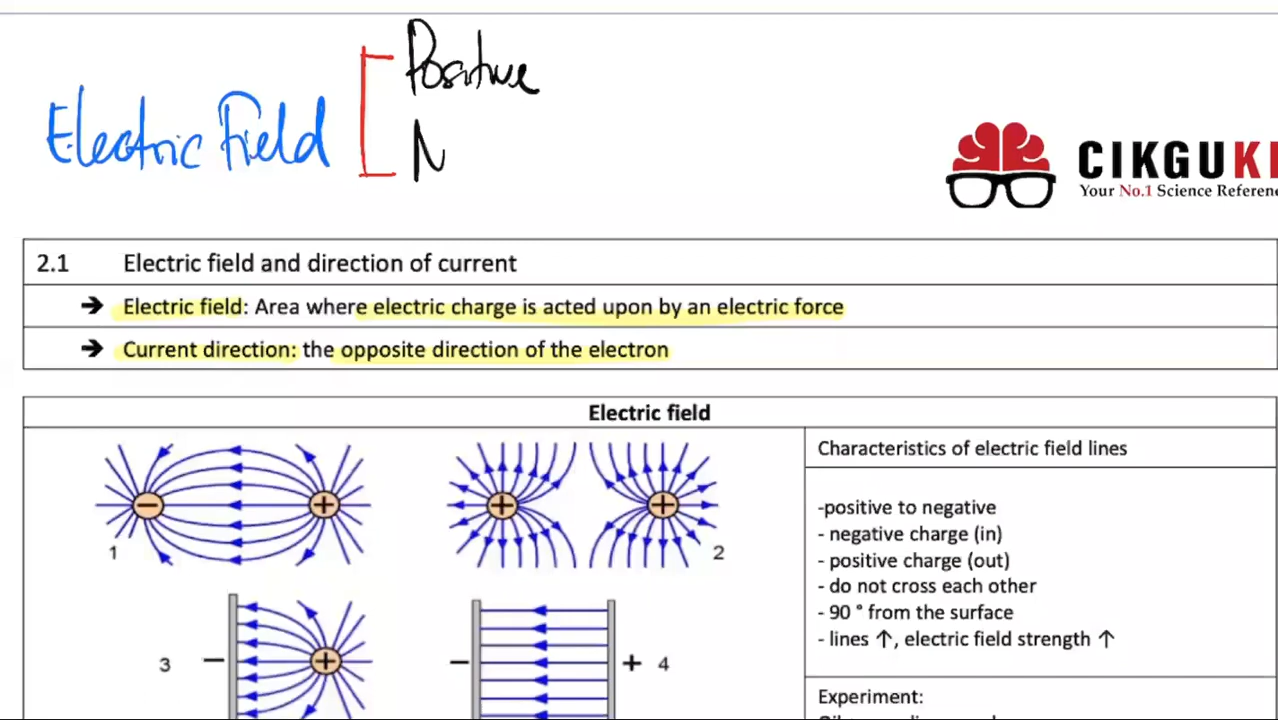 Positive
Electric Field
N
CIKGUKI
Your No.1 Science Referen
2.1 Electric field and direction of current
➔ Electric field: Area where electric charge is acted upon by an electric force
➔ Current direction: the opposite direction of the electron
Electric field
Characteristics of electric field lines
-positive to negative
- negative charge (in)
- positive charge (out)
- do not cross each other
- 90 ° from the surface
- lines ↑, electric field strength ↑
− +
1
+ +
2
3 − +
− + 4
Experiment: